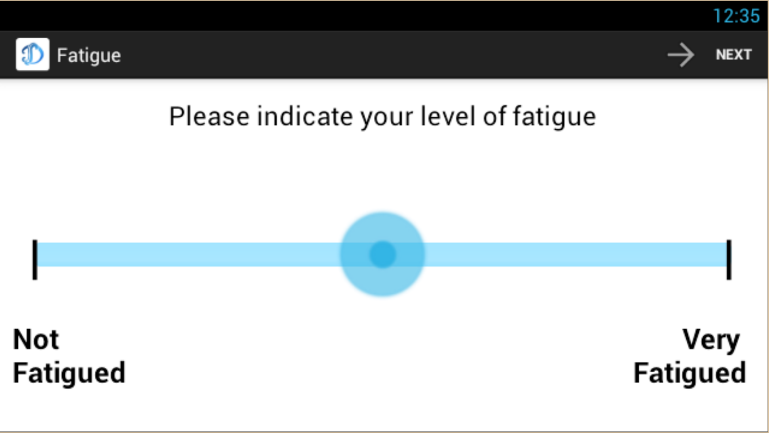 12:35
Fatigue NEXT
Please indicate your level of fatigue
Not Very
Fatigued Fatigued